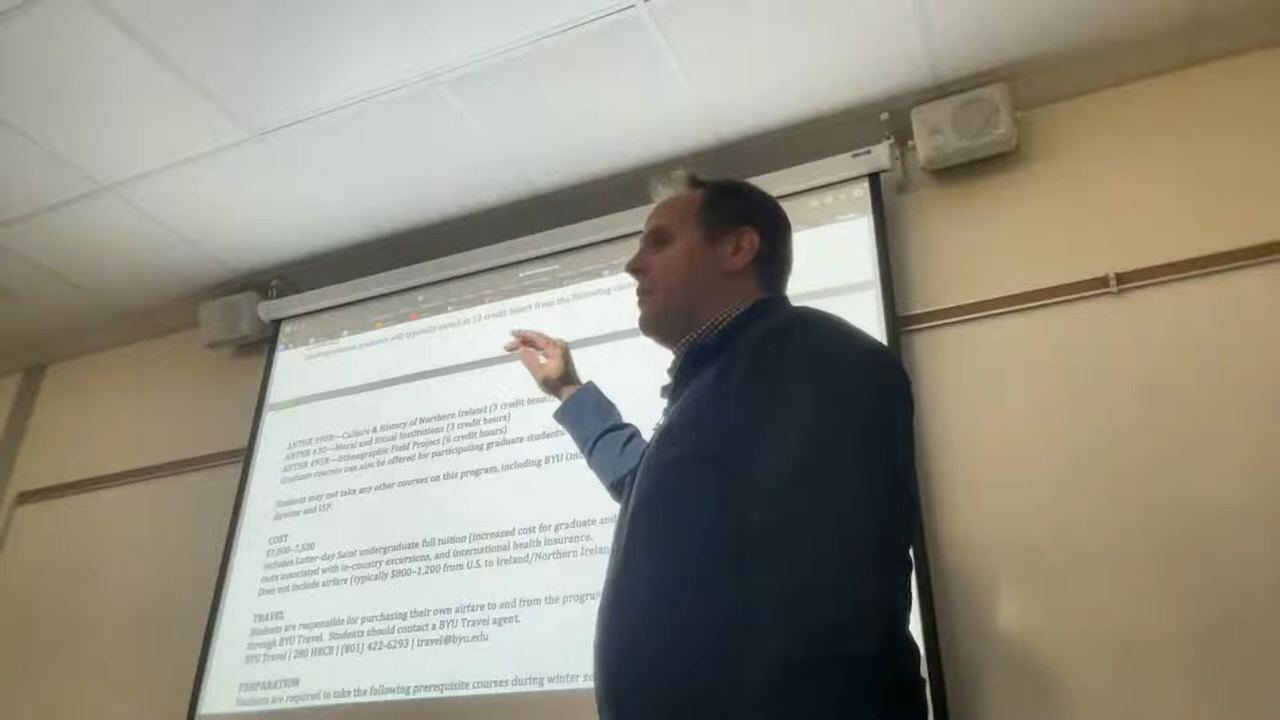 Undergraduate students will typically enroll in 12 credit hours from the following
—Culture & History of Northern Ireland (3 credit hours)
ANTHR 430—Moral and Ritual Institutions (3 credit hours)
—Ethnographic Field Project (6 credit hours)
Graduate courses can also be offered for participating graduate students
Students may not take any other courses on this program, including BYU
director and ISP.
COST
$7,000–7,500
Includes Latter-day Saint undergraduate full tuition (increased cost for graduate and
costs associated with in-country excursions, and international health insurance.
Does not include airfare (typically $800–1,200 from U.S. to Ireland/Northern Irelan
TRAVEL
Students are responsible for purchasing their own airfare to and from the program
through BYU Travel. Students should contact a BYU Travel agent.
BYU Travel | 280 HRCB | (801) 422-6293 | travel@byu.edu
PREPARATION
Students are required to take the following prerequisite courses during winter